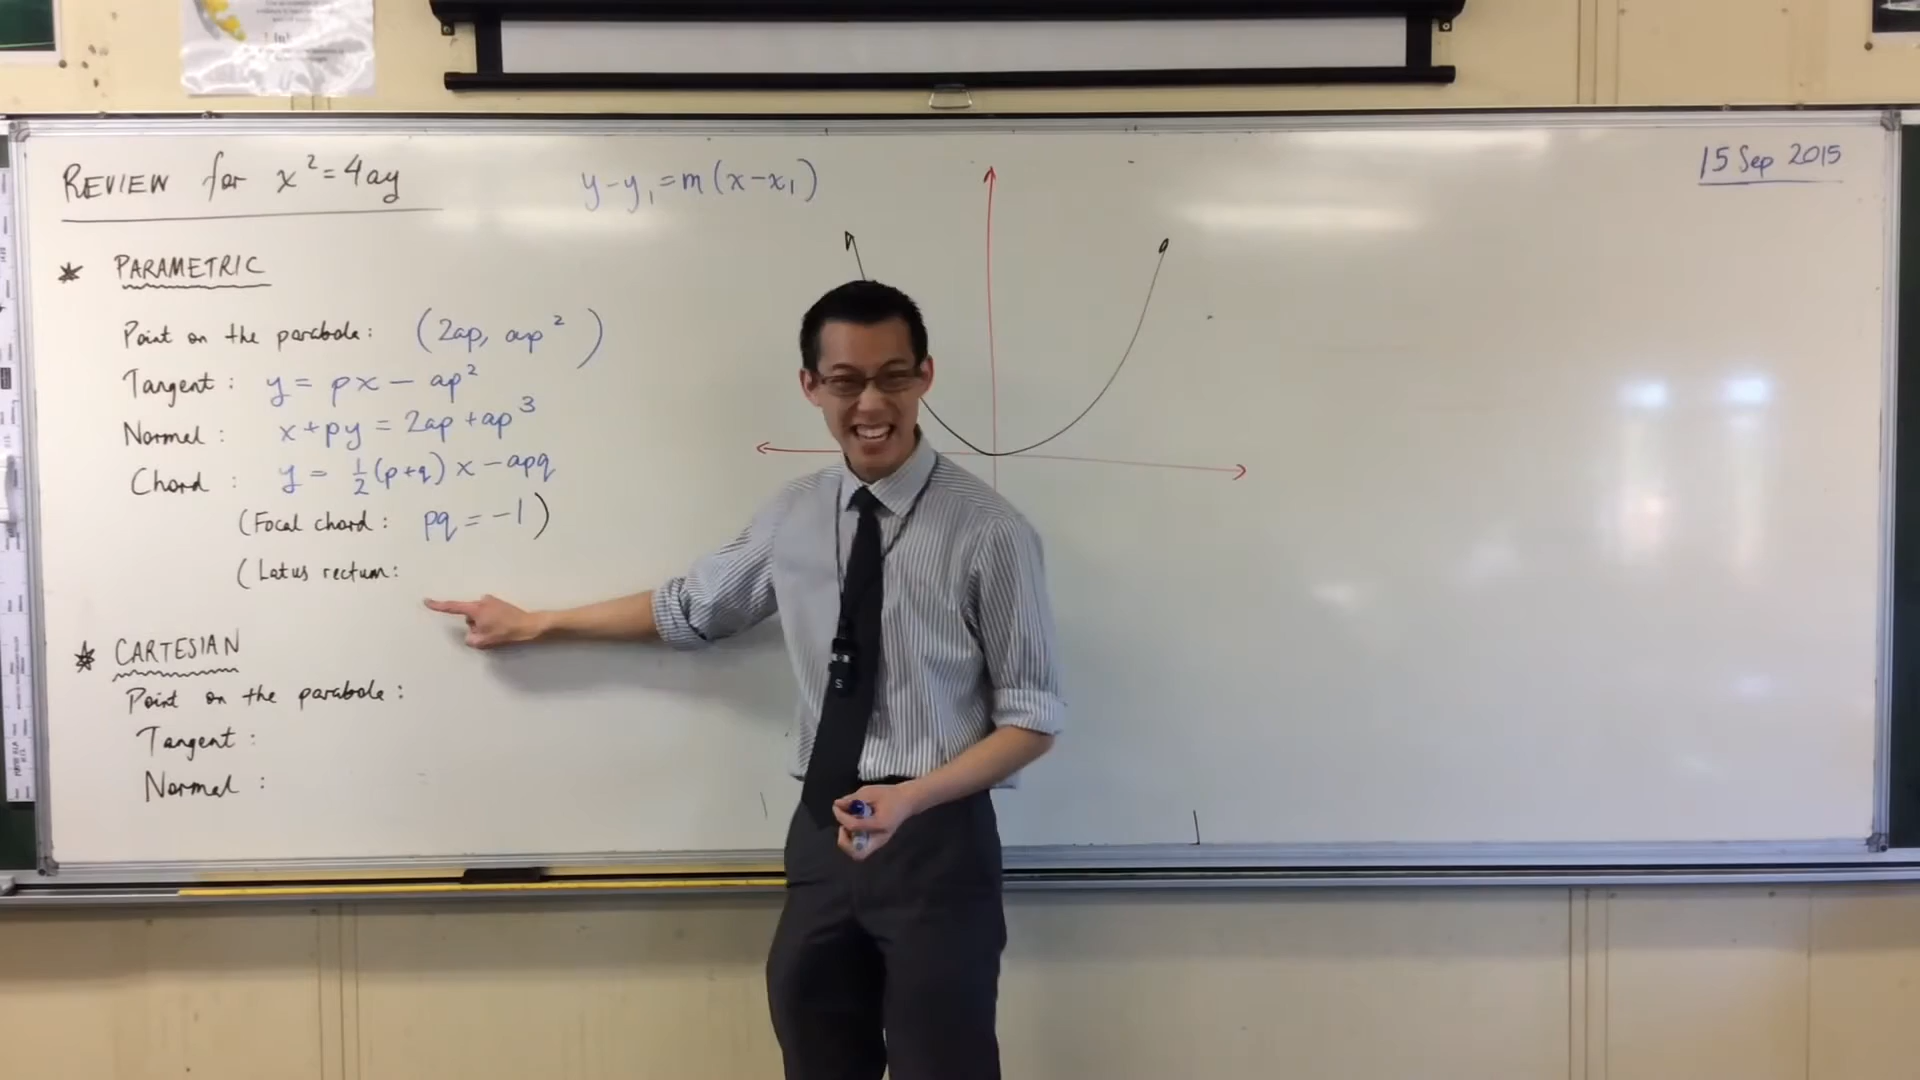 REVIEW for x² = 4ay
y - y₁ = m (x - x₁)
15 Sep 2015
* PARAMETRIC
Point on the parabola: (2ap, ap²)
Tangent: y = px - ap²
Normal: x + py = 2ap + ap³
Chord: y = ½(p+q) x - apq
(Focal chord: pq = -1)
(Latus rectum:
* CARTESIAN
Point on the parabola:
Tangent:
Normal: